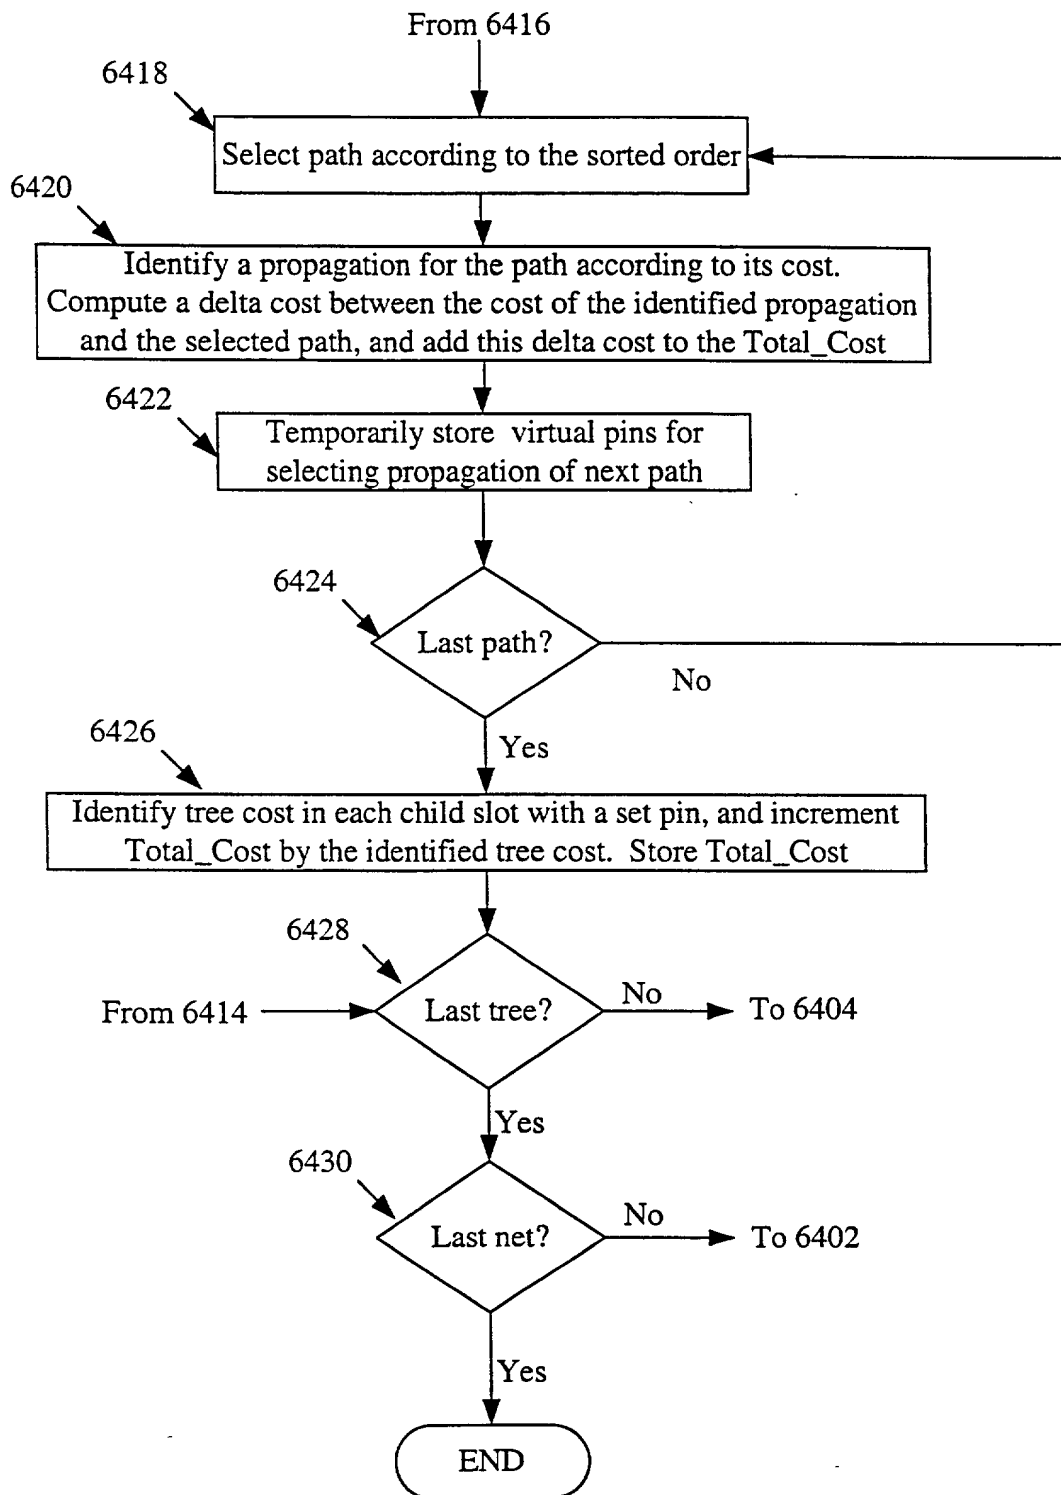 From 6416
6418
Select path according to the sorted order
6420
Identify a propagation for the path according to its cost.
Compute a delta cost between the cost of the identified propagation
and the selected path, and add this delta cost to the Total_Cost
6422
Temporarily store virtual pins for
selecting propagation of next path
6424
Last path?
No
Yes
6426
Identify tree cost in each child slot with a set pin, and increment
Total_Cost by the identified tree cost. Store Total_Cost
6428
From 6414
Last tree?
No
To 6404
Yes
6430
Last net?
No
To 6402
Yes
END